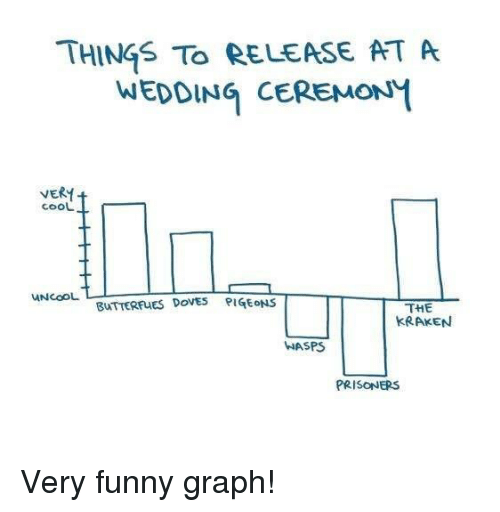 THINGS TO RELEASE AT A
WEDDING CEREMONY
VERY
COOL
UNCOOL
BUTTERFLIES DOVES PIGEONS
THE
KRAKEN
WASPS
PRISONERS
Very funny graph!